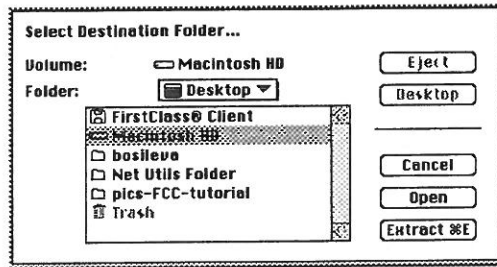 Select Destination Folder...
Volume: Macintosh HD
Eject
Folder: Desktop
Desktop
FirstClass® Client
Macintosh HD
bosileva
Net Utils Folder
pics-FCC-tutorial
Trash
Cancel
Open
Extract ⌘E